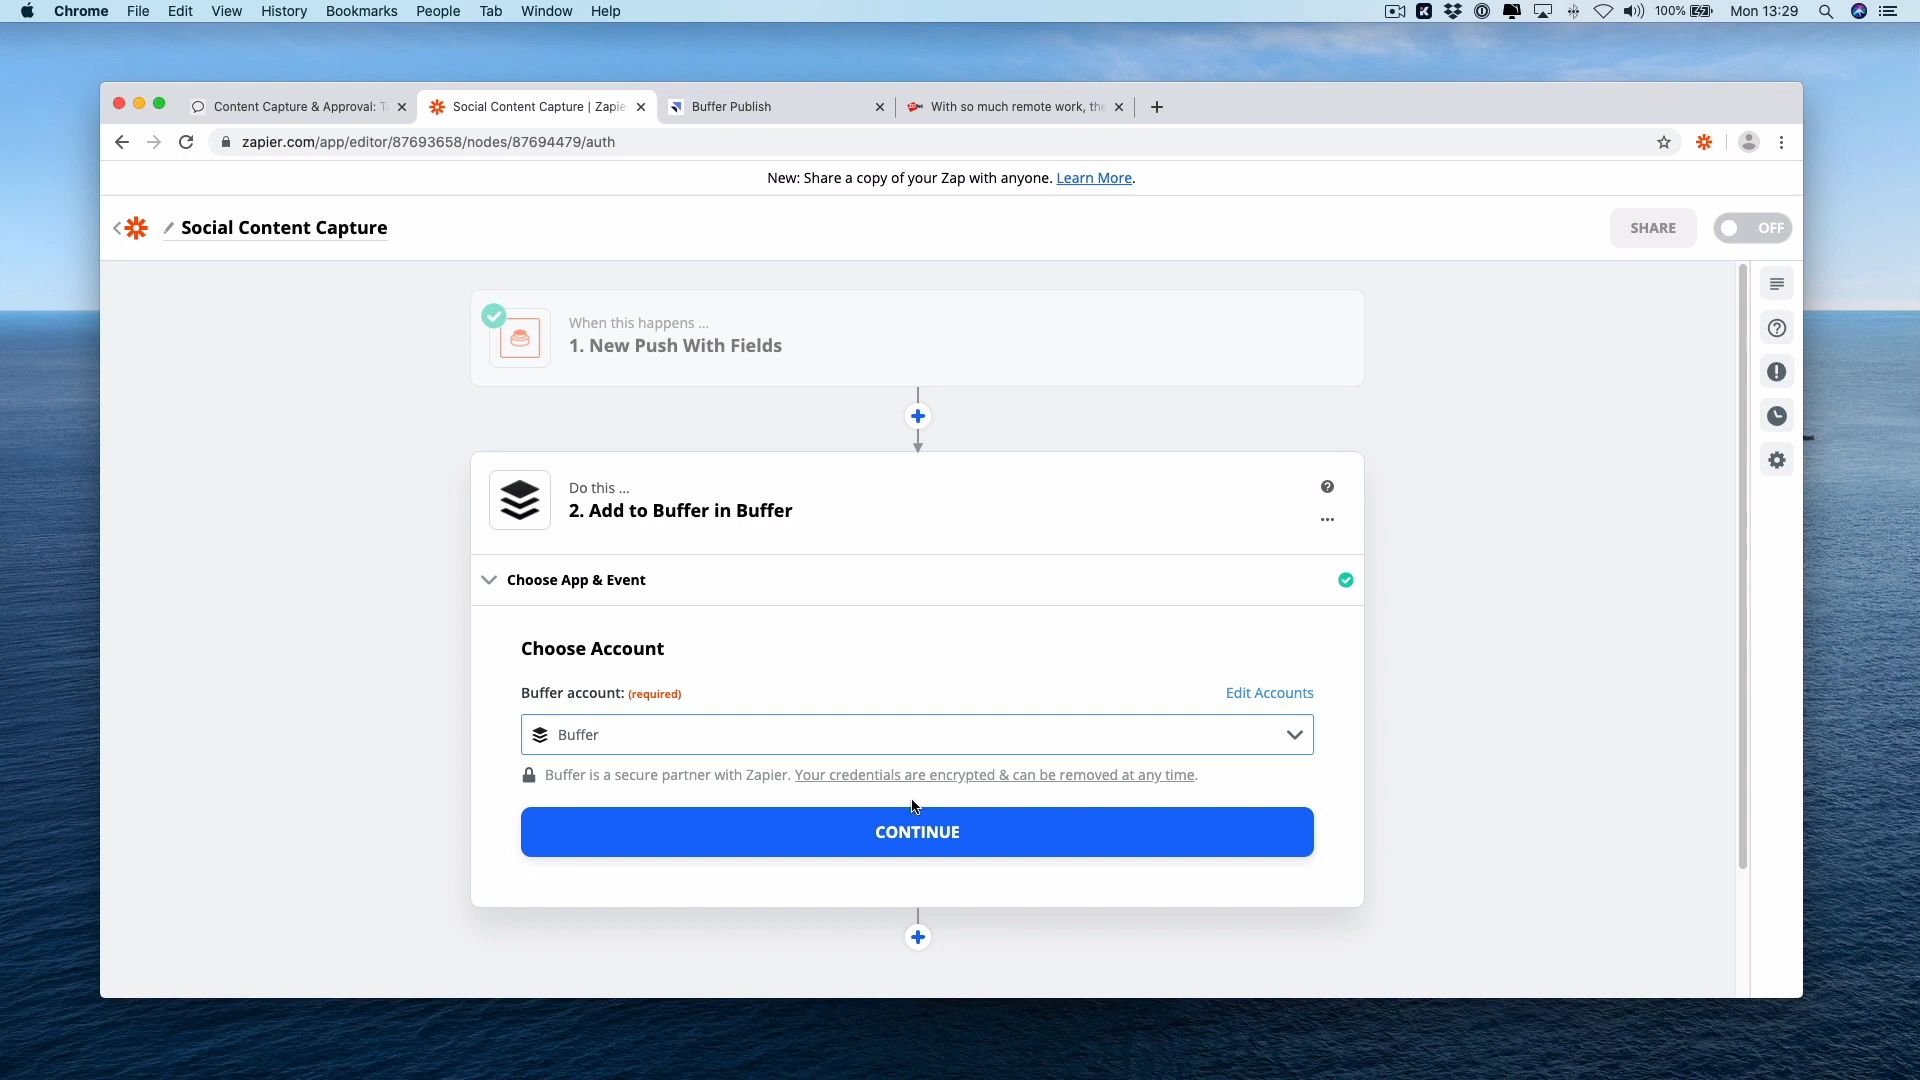 Chrome File Edit View History Bookmarks People Tab Window Help 100% Mon 13:29
Content Capture & Approval: Social Content Capture | Zapie Buffer Publish With so much remote work, the
zapier.com/app/editor/87693658/nodes/87694479/auth
New: Share a copy of your Zap with anyone. Learn More.
Social Content Capture SHARE OFF
When this happens ...
1. New Push With Fields
Do this ...
2. Add to Buffer in Buffer
Choose App & Event
Choose Account
Buffer account: (required) Edit Accounts
Buffer
Buffer is a secure partner with Zapier. Your credentials are encrypted & can be removed at any time.
CONTINUE